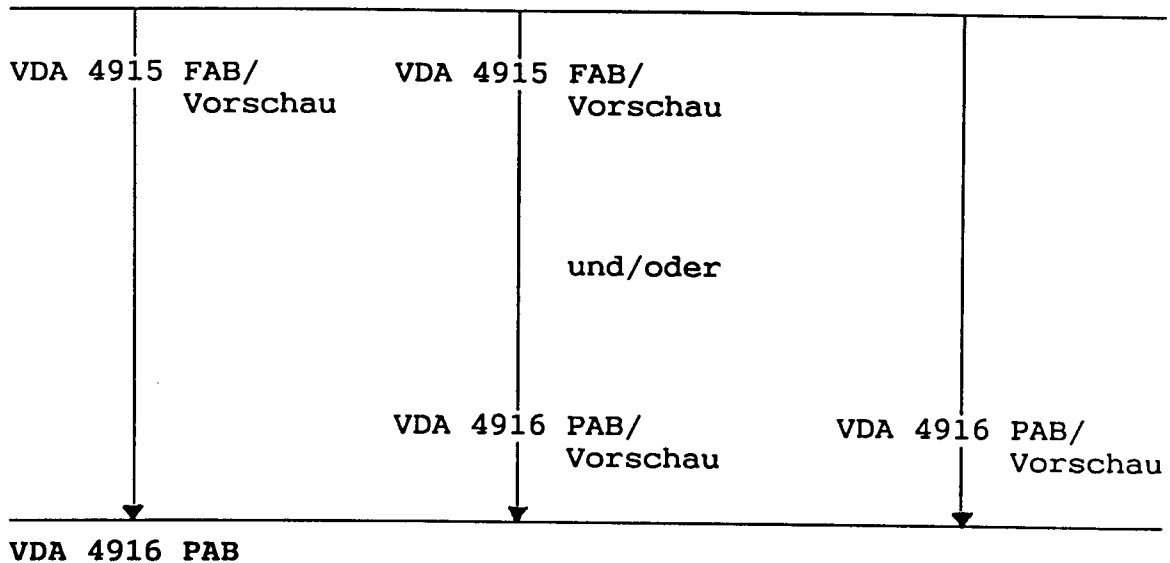 VDA 4915 FAB/
Vorschau
VDA 4915 FAB/
Vorschau
und/oder
VDA 4916 PAB/
Vorschau
VDA 4916 PAB/
Vorschau
VDA 4916 PAB